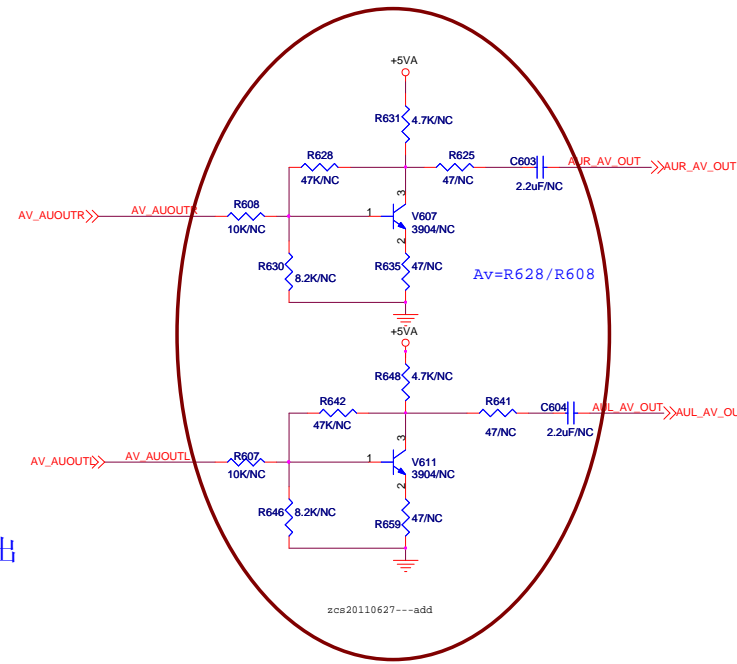 +5VA
R631 4.7K/NC
R628
47K/NC
R625
47/NC
C603
2.2uF/NC
AUR_AV_OUT
AUR_AV_OUT
AV_AUOUTR
AV_AUOUTR
R608
10K/NC
1
3
2
V607
3904/NC
R630
8.2K/NC
R635 47/NC
Av=R628/R608
+5VA
R648 4.7K/NC
R642
47K/NC
R641
47/NC
C604
2.2uF/NC
AUL_AV_OUT
AUL_AV_OU
AV_AUOUTL
AV_AUOUTL
R607
10K/NC
1
3
2
V611
3904/NC
R646 8.2K/NC
R659 47/NC
出
zcs20110627---add